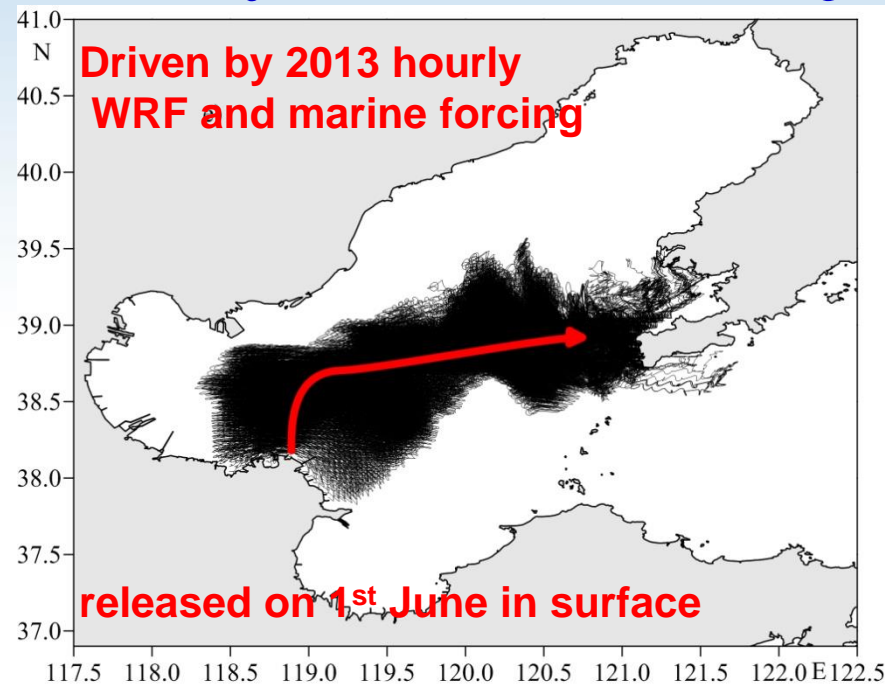 41.0
N
Driven by 2013 hourly
WRF and marine forcing
40.5
40.0
39.5
39.0
38.5
38.0
37.5
released on 1st June in surface
37.0
117.5 118.0 118.5 119.0 119.5 120.0 120.5 121.0 121.5 122.0 E 122.5